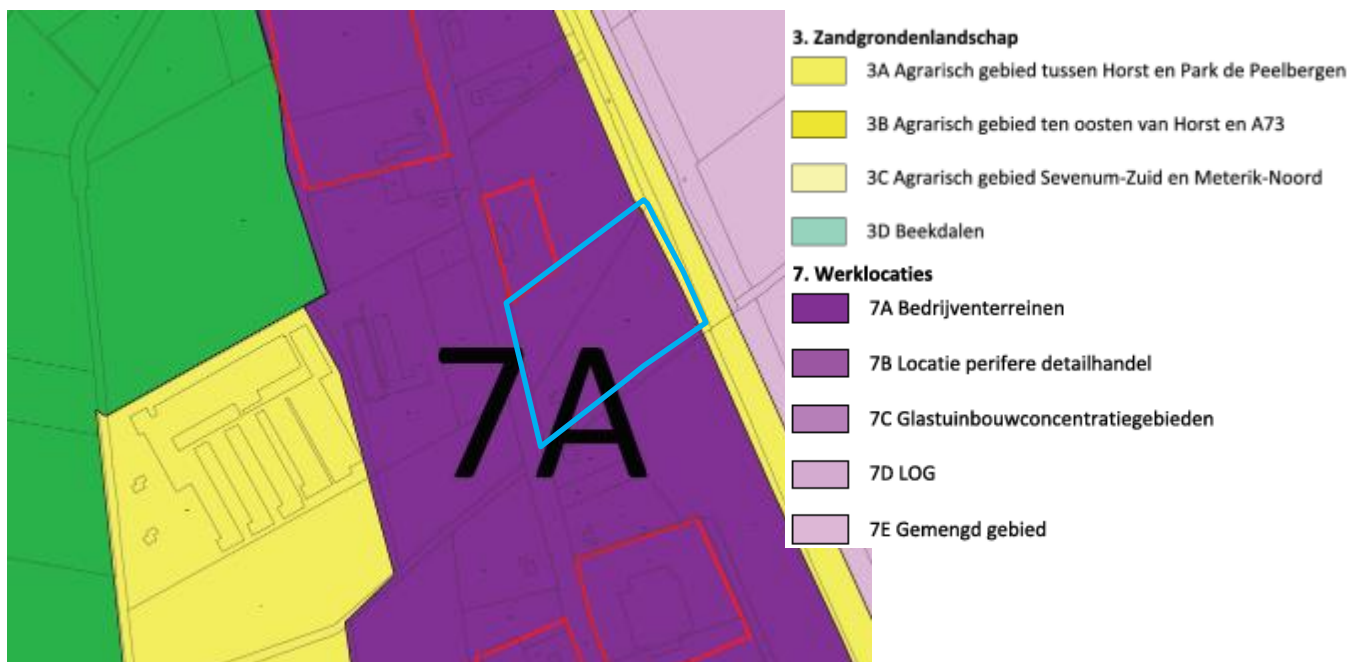 7A
3. Zandgrondenlandschap
3A Agrarisch gebied tussen Horst en Park de Peelbergen
3B Agrarisch gebied ten oosten van Horst en A73
3C Agrarisch gebied Sevenum-Zuid en Meterik-Noord
3D Beekdalen
7. Werklocaties
7A Bedrijventerreinen
7B Locatie perifere detailhandel
7C Glastuinbouwconcentratiegebieden
7D LOG
7E Gemengd gebied